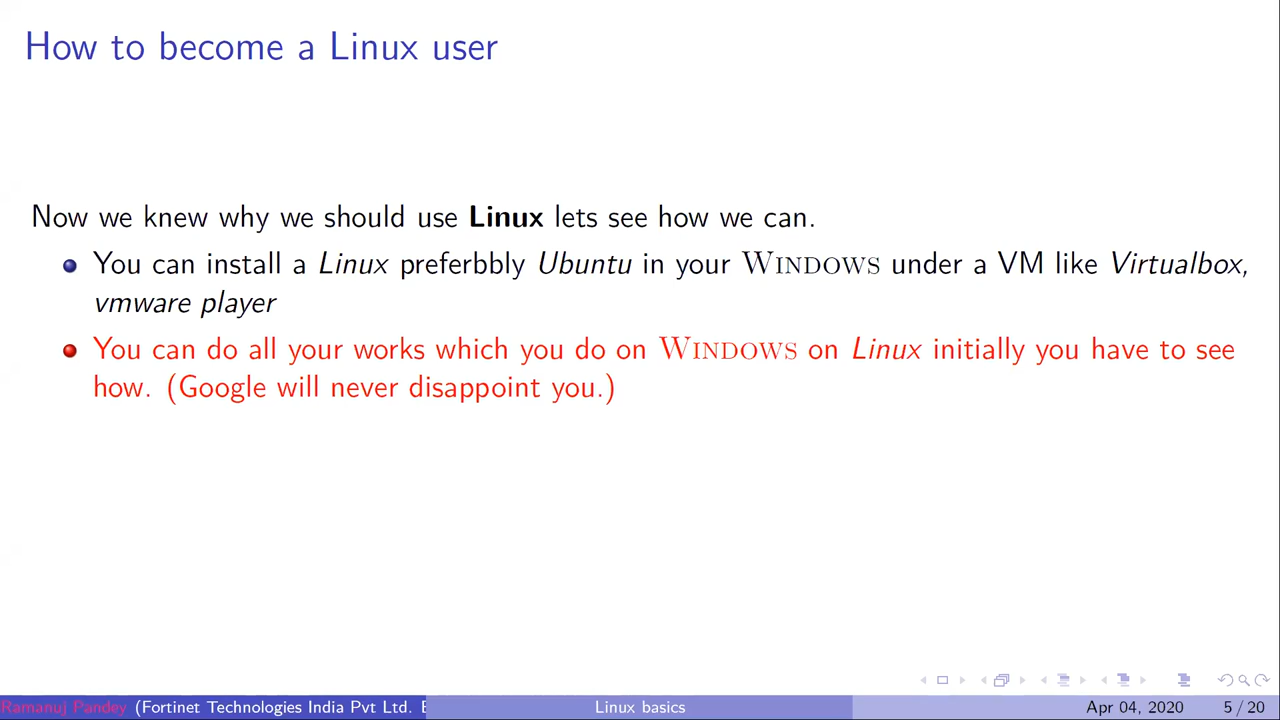 How to become a Linux user
Now we knew why we should use Linux lets see how we can.
You can install a Linux preferbbly Ubuntu in your WINDOWS under a VM like Virtualbox,
vmware player
You can do all your works which you do on WINDOWS on Linux initially you have to see
how. (Google will never disappoint you.)
Ramanuj Pandey (Fortinet Technologies India Pvt Ltd. Linux basics Apr 04, 2020 5 / 20